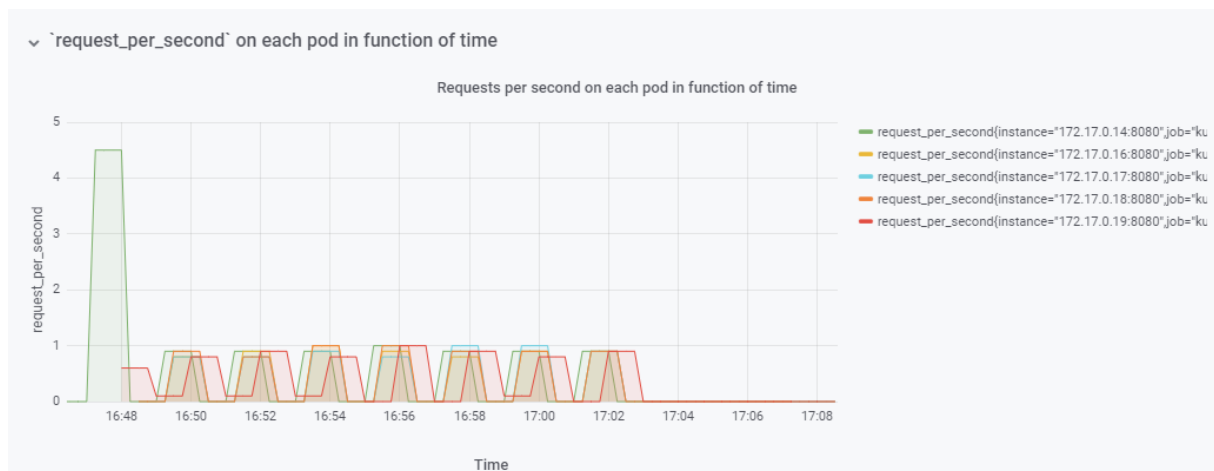 `request_per_second` on each pod in function of time
Requests per second on each pod in function of time
request_per_second
5
4
3
2
1
0
16:48 16:50 16:52 16:54 16:56 16:58 17:00 17:02 17:04 17:06 17:08
Time
request_per_second{instance="172.17.0.14:8080",job="ku
request_per_second{instance="172.17.0.16:8080",job="ku
request_per_second{instance="172.17.0.17:8080",job="ku
request_per_second{instance="172.17.0.18:8080",job="ku
request_per_second{instance="172.17.0.19:8080",job="ku